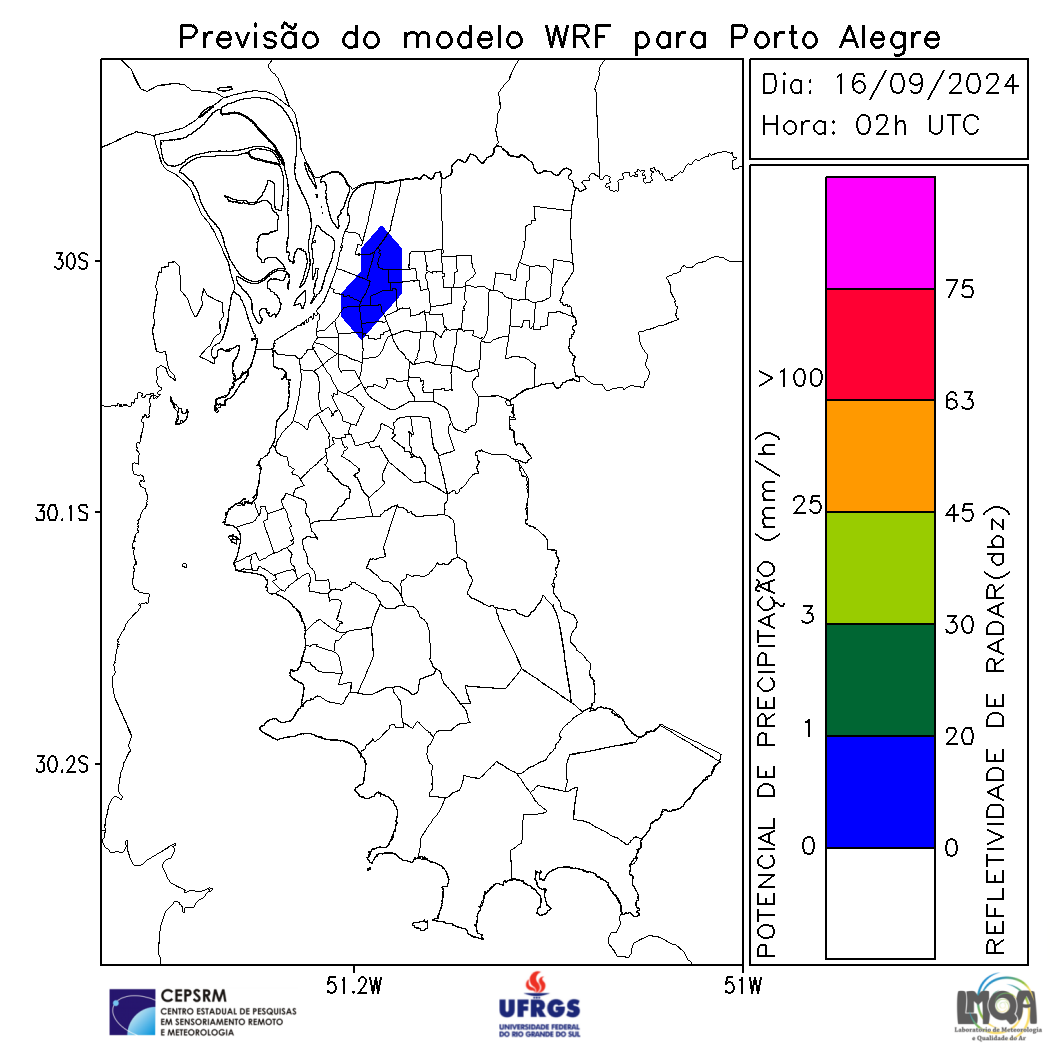 Previsão do modelo WRF para Porto Alegre
Dia: 16/09/2024
Hora: 02h UTC
30S
30.1S
30.2S
51.2W
51W
POTENCIAL DE PRECIPITAÇÃO (mm/h)
>100
25
3
1
0
75
63
45
30
20
0
REFLETIVIDADE DE RADAR(dbz)
CEPSRM
CENTRO ESTADUAL DE PESQUISAS
EM SENSORIAMENTO REMOTO
E METEOROLOGIA
UFRGS
UNIVERSIDADE FEDERAL
DO RIO GRANDE DO SUL
LMQA
Laboratório de Meteorologia
e Qualidade do Ar